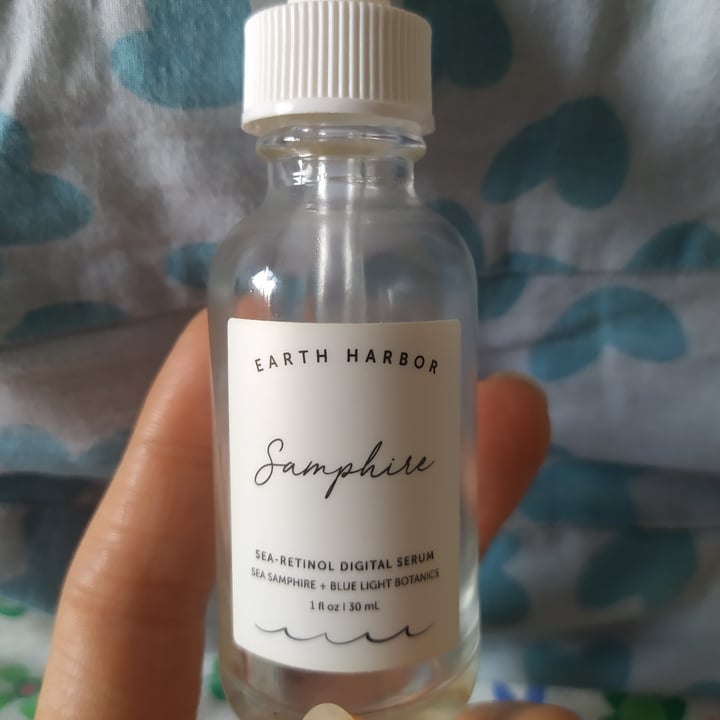 EARTH HARBOR
Samphire
SEA-RETINOL DIGITAL SERUM
SEA SAMPHIRE + BLUE LIGHT BOTANICS
1 fl oz | 30 mL